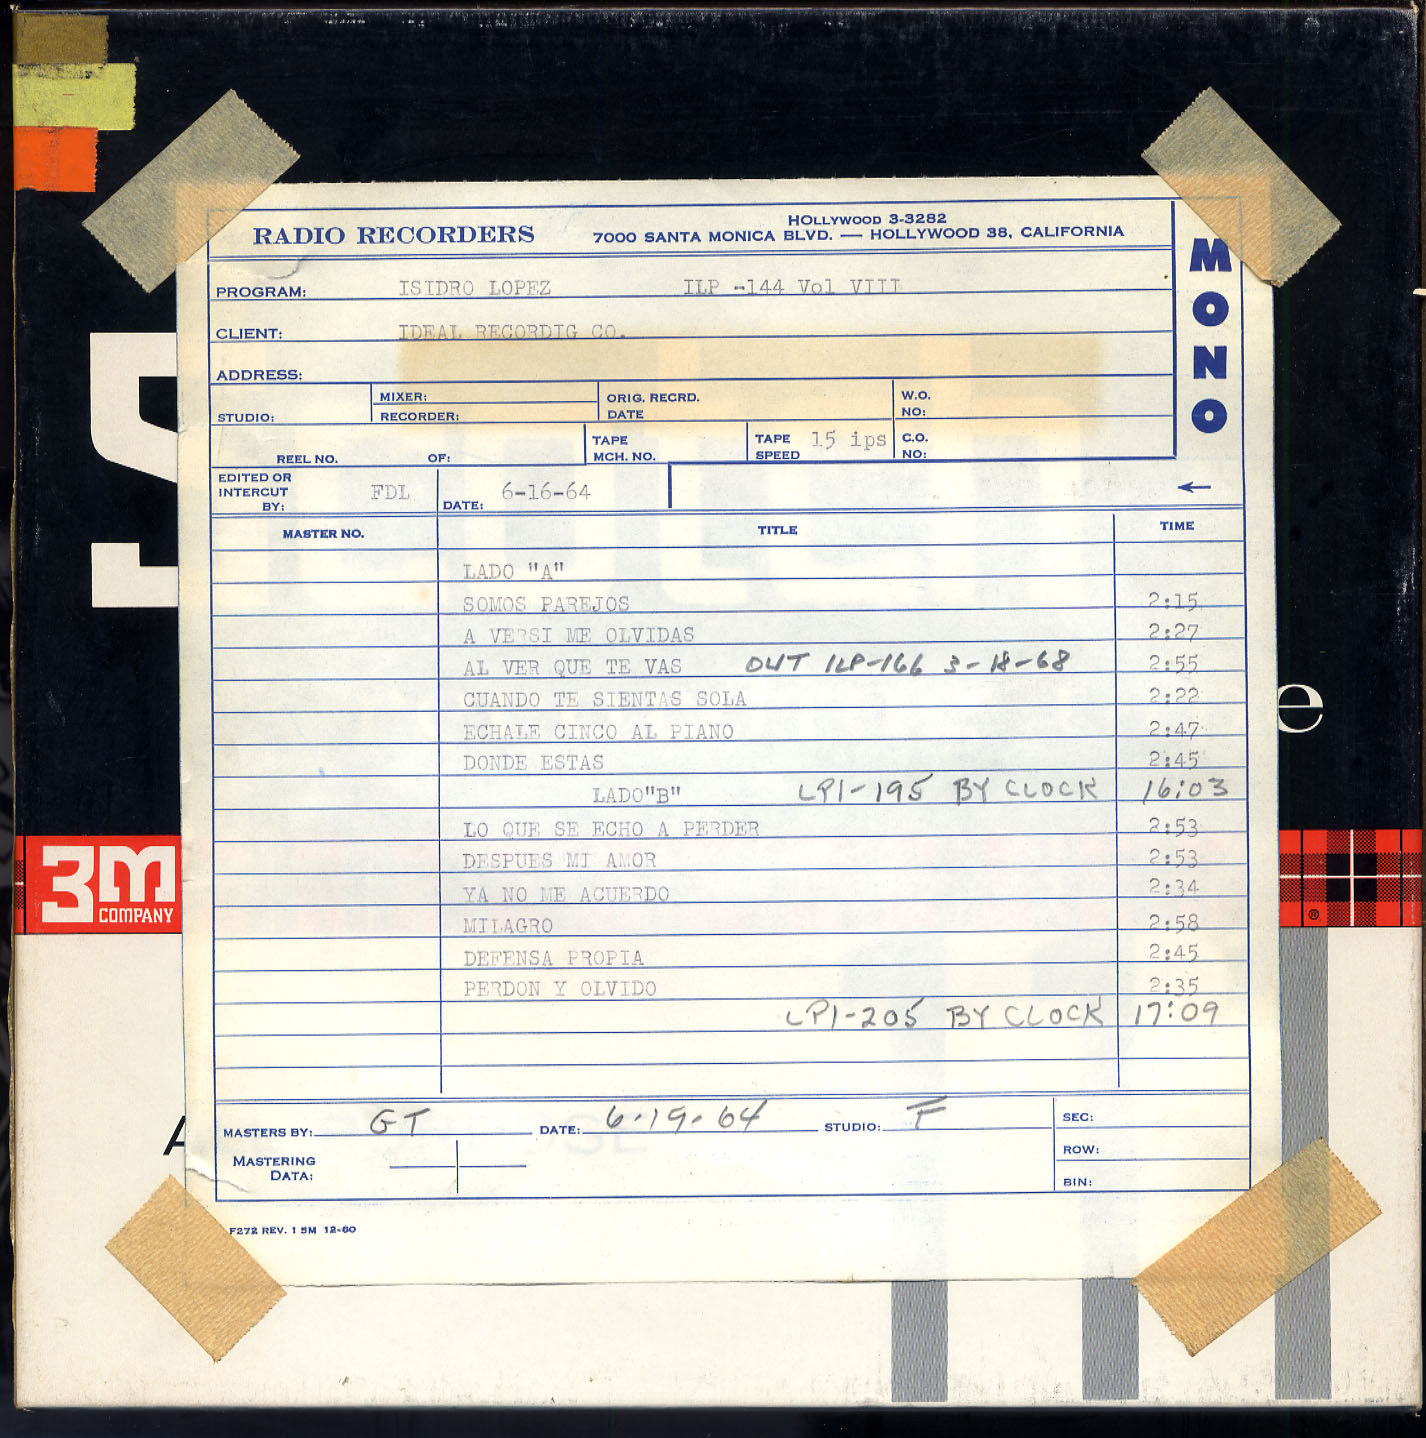 HOLLYWOOD 3-3282
RADIO RECORDERS 7000 SANTA MONICA BLVD. — HOLLYWOOD 38, CALIFORNIA
MONO
PROGRAM: ISIDRO LOPEZ ILP -144 Vol VIII
CLIENT: IDEAL RECORDIG CO.
ADDRESS:
STUDIO: MIXER: RECORDER: ORIG. RECRD. DATE W.O. NO:
REEL NO. OF: TAPE MCH. NO. TAPE SPEED 15 ips C.O. NO:
EDITED OR INTERCUT BY: FDL DATE: 6-16-64 ←
MASTER NO. TITLE TIME
LADO "A"
SOMOS PAREJOS 2:15
A VERSI ME OLVIDAS 2:27
AL VER QUE TE VAS OUT ILP-166 3-18-68 2:55
CUANDO TE SIENTAS SOLA 2:22
ECHALE CINCO AL PIANO 2:47
DONDE ESTAS 2:45
LADO"B" LP1-195 BY CLOCK 16:03
LO QUE SE ECHO A PERDER 2:53
DESPUES MI AMOR 2:53
YA NO ME ACUERDO 2:34
MILAGRO 2:58
DEFENSA PROPIA 2:45
PERDON Y OLVIDO 2:35
LP1-205 BY CLOCK 17:09
MASTERS BY: GT DATE: 6-19-64 STUDIO: F SEC:
MASTERING DATA: ROW:
BIN:
F272 REV. 1 5M 12-60
3M
COMPANY
®
e
A